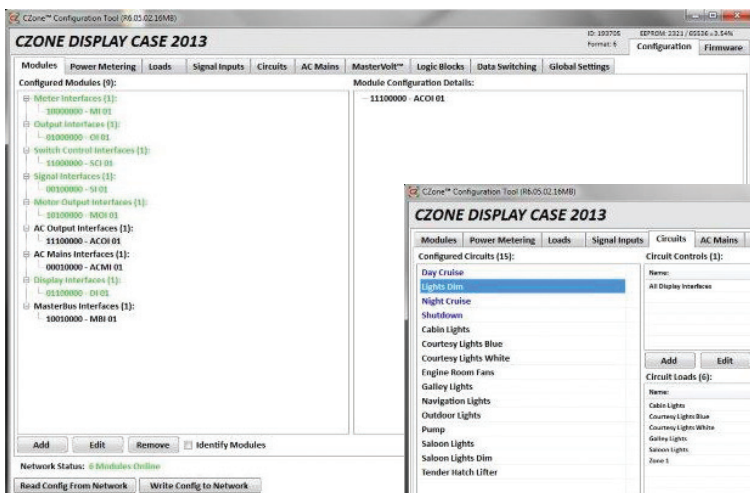 CZone™ Configuration Tool (R6.05.02.16MB)
CZONE DISPLAY CASE 2013
ID: 193705 EEPROM: 2321 / 65536 = 3.54%
Format: 6
Configuration Firmware
Modules Power Metering Loads Signal Inputs Circuits AC Mains MasterVolt™ Logic Blocks Data Switching Global Settings
Configured Modules (9):
Meter Interfaces (1):
10000000 - MI 01
Output Interfaces (1):
01000000 - OI 01
Switch Control Interfaces (1):
11000000 - SCI 01
Signal Interfaces (1):
00100000 - SI 01
Motor Output Interfaces (1):
10100000 - MOI 01
AC Output Interfaces (1):
11100000 - ACOI 01
AC Mains Interfaces (1):
00010000 - ACMI 01
Display Interfaces (1):
01100000 - DI 01
MasterBus Interfaces (1):
10010000 - MBI 01
Add Edit Remove Identify Modules
Network Status: 6 Modules Online
Read Config From Network Write Config to Network
Module Configuration Details:
11100000 - ACOI 01
CZone™ Configuration Tool (R6.05.02.16MB)
CZONE DISPLAY CASE 2013
Modules Power Metering Loads Signal Inputs Circuits AC Mains
Configured Circuits (15):
Day Cruise
Lights Dim
Night Cruise
Shutdown
Cabin Lights
Courtesy Lights Blue
Courtesy Lights White
Engine Room Fans
Galley Lights
Navigation Lights
Outdoor Lights
Pump
Saloon Lights
Saloon Lights Dim
Tender Hatch Lifter
Circuit Controls (1):
Name:
All Display Interfaces
Add Edit
Circuit Loads (6):
Name:
Cabin Lights
Courtesy Lights Blue
Courtesy Lights White
Galley Lights
Saloon Lights
Zone 1